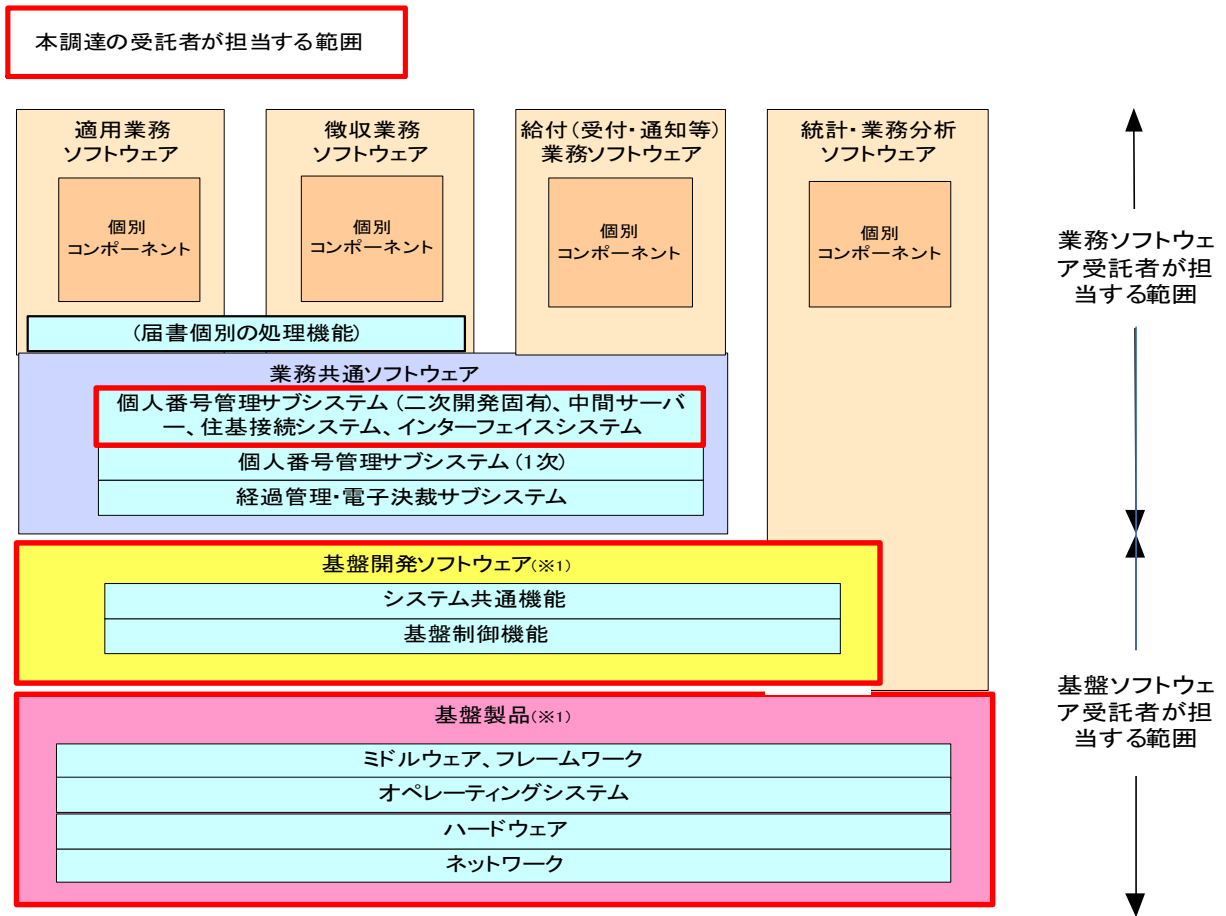 本調達の受託者が担当する範囲
適用業務
ソフトウェア
徴収業務
ソフトウェア
給付(受付・通知等)
業務ソフトウェア
統計・業務分析
ソフトウェア
個別
コンポーネント
個別
コンポーネント
個別
コンポーネント
個別
コンポーネント
(届書個別の処理機能)
業務共通ソフトウェア
個人番号管理サブシステム(二次開発固有)、中間サーバ
ー、住基接続システム、インターフェイスシステム
個人番号管理サブシステム(1次)
経過管理・電子決裁サブシステム
基盤開発ソフトウェア(※1)
システム共通機能
基盤制御機能
基盤製品(※1)
ミドルウェア、フレームワーク
オペレーティングシステム
ハードウェア
ネットワーク
業務ソフトウェ
ア受託者が担
当する範囲
基盤ソフトウェ
ア受託者が担
当する範囲